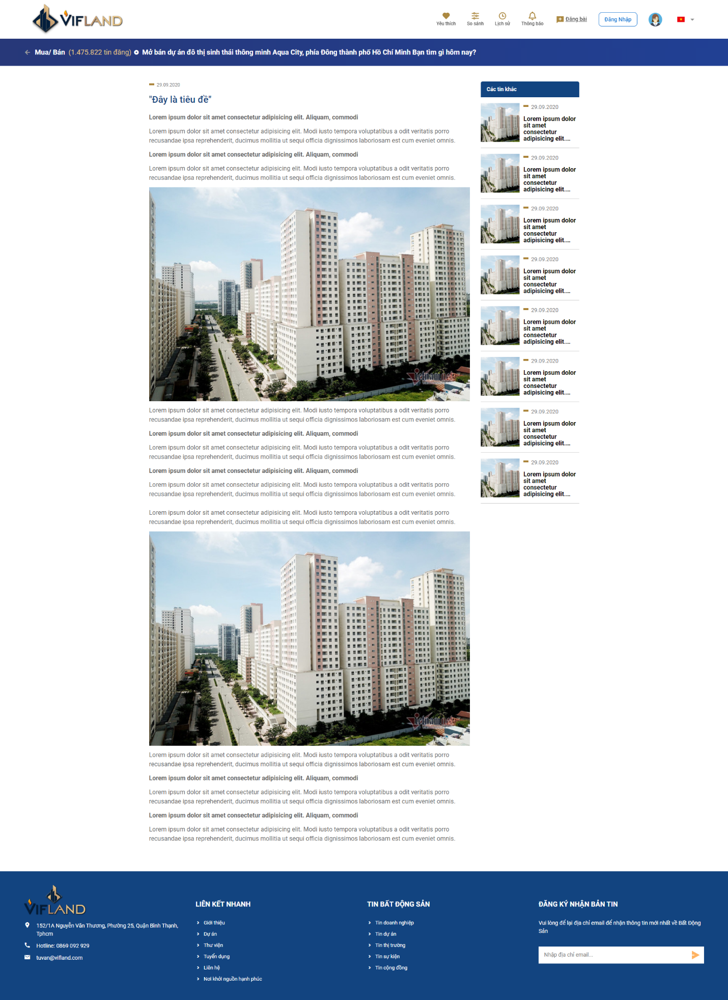 VIFLAND
Yêu thích
So sánh
Lịch sử
Thông báo
Đăng bài
Đăng Nhập
Mua/ Bán (1.475.822 tin đăng) Mở bán dự án đô thị sinh thái thông minh Aqua City, phía Đông thành phố Hồ Chí Minh Bạn tìm gì hôm nay?
29.09.2020
"Đây là tiêu đề"
Lorem ipsum dolor sit amet consectetur adipisicing elit. Aliquam, commodi
Lorem ipsum dolor sit amet consectetur adipisicing elit. Modi iusto tempora voluptatibus a odit veritatis porro
recusandae ipsa reprehenderit, ducimus mollitia ut sequi officia dignissimos laboriosam est cum eveniet omnis.
Lorem ipsum dolor sit amet consectetur adipisicing elit. Aliquam, commodi
Lorem ipsum dolor sit amet consectetur adipisicing elit. Modi iusto tempora voluptatibus a odit veritatis porro
recusandae ipsa reprehenderit, ducimus mollitia ut sequi officia dignissimos laboriosam est cum eveniet omnis.
Vietnamnet
Lorem ipsum dolor sit amet consectetur adipisicing elit. Modi iusto tempora voluptatibus a odit veritatis porro
recusandae ipsa reprehenderit, ducimus mollitia ut sequi officia dignissimos laboriosam est cum eveniet omnis.
Lorem ipsum dolor sit amet consectetur adipisicing elit. Aliquam, commodi
Lorem ipsum dolor sit amet consectetur adipisicing elit. Modi iusto tempora voluptatibus a odit veritatis porro
recusandae ipsa reprehenderit, ducimus mollitia ut sequi officia dignissimos laboriosam est cum eveniet omnis.
Lorem ipsum dolor sit amet consectetur adipisicing elit. Aliquam, commodi
Lorem ipsum dolor sit amet consectetur adipisicing elit. Modi iusto tempora voluptatibus a odit veritatis porro
recusandae ipsa reprehenderit, ducimus mollitia ut sequi officia dignissimos laboriosam est cum eveniet omnis.
Lorem ipsum dolor sit amet consectetur adipisicing elit. Modi iusto tempora voluptatibus a odit veritatis porro
recusandae ipsa reprehenderit, ducimus mollitia ut sequi officia dignissimos laboriosam est cum eveniet omnis.
Vietnamnet
Lorem ipsum dolor sit amet consectetur adipisicing elit. Modi iusto tempora voluptatibus a odit veritatis porro
recusandae ipsa reprehenderit, ducimus mollitia ut sequi officia dignissimos laboriosam est cum eveniet omnis.
Lorem ipsum dolor sit amet consectetur adipisicing elit. Aliquam, commodi
Lorem ipsum dolor sit amet consectetur adipisicing elit. Modi iusto tempora voluptatibus a odit veritatis porro
recusandae ipsa reprehenderit, ducimus mollitia ut sequi officia dignissimos laboriosam est cum eveniet omnis.
Lorem ipsum dolor sit amet consectetur adipisicing elit. Aliquam, commodi
Lorem ipsum dolor sit amet consectetur adipisicing elit. Modi iusto tempora voluptatibus a odit veritatis porro
recusandae ipsa reprehenderit, ducimus mollitia ut sequi officia dignissimos laboriosam est cum eveniet omnis.
Các tin khác
29.09.2020
Lorem ipsum dolor
sit amet
consectetur
adipisicing elit....
29.09.2020
Lorem ipsum dolor
sit amet
consectetur
adipisicing elit....
29.09.2020
Lorem ipsum dolor
sit amet
consectetur
adipisicing elit....
29.09.2020
Lorem ipsum dolor
sit amet
consectetur
adipisicing elit....
29.09.2020
Lorem ipsum dolor
sit amet
consectetur
adipisicing elit....
29.09.2020
Lorem ipsum dolor
sit amet
consectetur
adipisicing elit....
29.09.2020
Lorem ipsum dolor
sit amet
consectetur
adipisicing elit....
29.09.2020
Lorem ipsum dolor
sit amet
consectetur
adipisicing elit....
VIFLAND
152/1A Nguyễn Văn Thương, Phường 25, Quận Bình Thạnh,
Tphcm
Hotline: 0869 092 929
tuvan@vifland.com
LIÊN KẾT NHANH
Giới thiệu
Dự án
Thư viện
Tuyển dụng
Liên hệ
Nơi khởi nguồn hạnh phúc
TIN BẤT ĐỘNG SẢN
Tin doanh nghiệp
Tin dự án
Tin thị trường
Tin sự kiện
Tin cộng đồng
ĐĂNG KÝ NHẬN BẢN TIN
Vui lòng để lại địa chỉ email để nhận thông tin mới nhất về Bất Động
Sản
Nhập địa chỉ email...